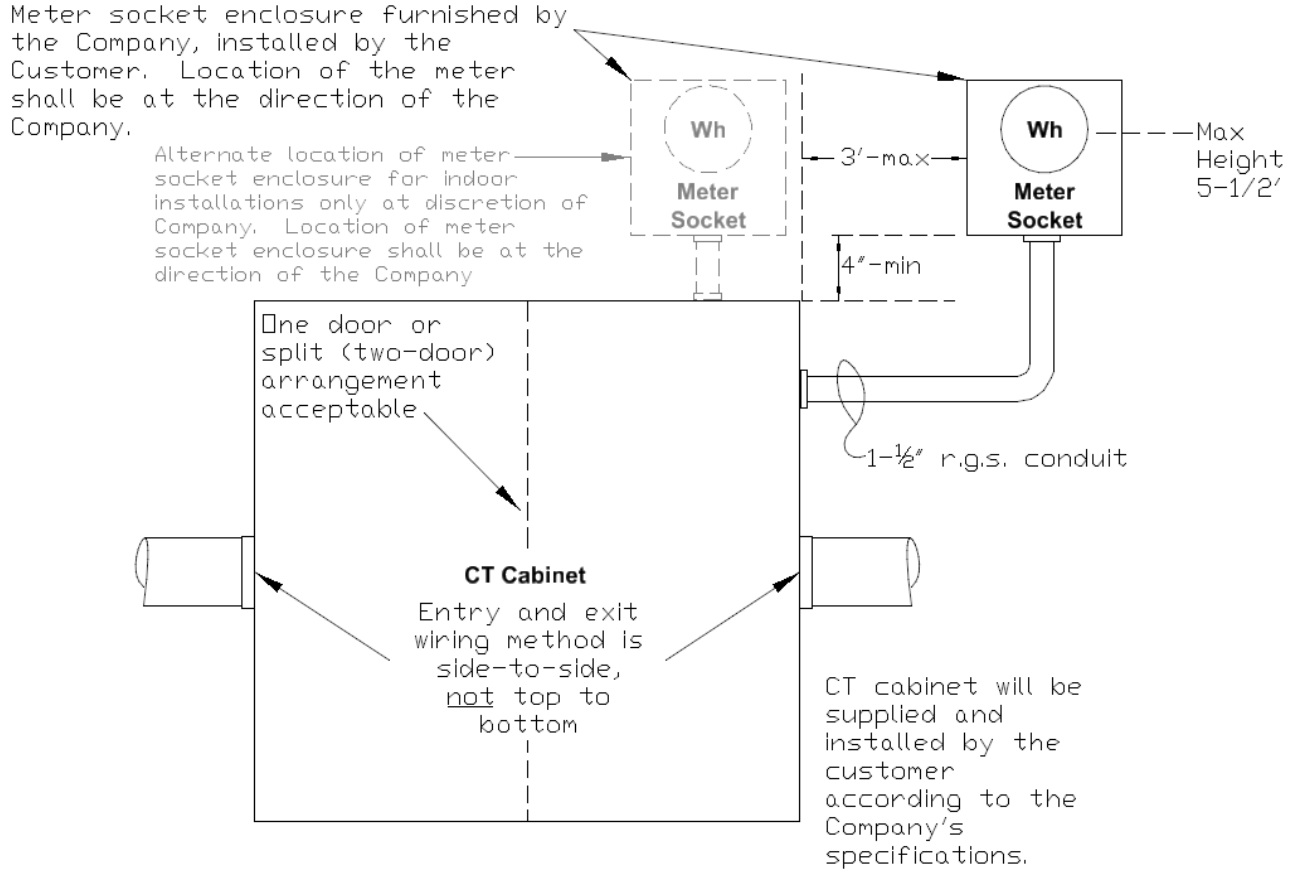 Meter socket enclosure furnished by
the Company, installed by the
Customer. Location of the meter
shall be at the direction of the
Company.
Alternate location of meter
socket enclosure for indoor
installations only at discretion of
Company. Location of meter
socket enclosure shall be at the
direction of the Company
Wh
Meter
Socket
3'-max
Wh
Meter
Socket
Max
Height
5-1/2'
4"-min
One door or
split (two-door)
arrangement
acceptable
1-½" r.g.s. conduit
CT Cabinet
Entry and exit
wiring method is
side-to-side,
not top to
bottom
CT cabinet will be
supplied and
installed by the
customer
according to the
Company's
specifications.